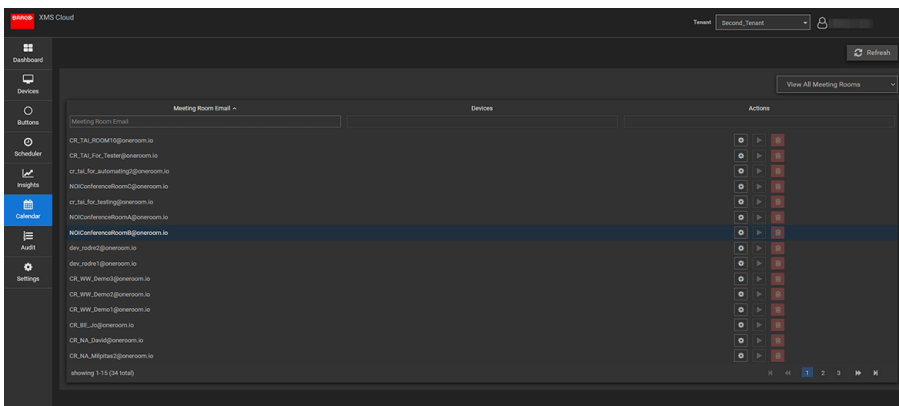 BARCO XMS Cloud
Tenant Second_Tenant
Dashboard
Refresh
Devices
View All Meeting Rooms
Buttons
Meeting Room Email Devices Actions
Meeting Room Email
Scheduler
CR_TAI_ROOM10@oneroom.io
CR_TAI_For_Tester@oneroom.io
cr_tai_for_automating2@oneroom.io
Insights
NOIConferenceRoomC@oneroom.io
cr_tai_for_testing@oneroom.io
Calendar
NOIConferenceRoomA@oneroom.io
NOIConferenceRoomB@oneroom.io
Audit
dev_rodre2@oneroom.io
dev_rodre1@oneroom.io
Settings
CR_WW_Demo3@oneroom.io
CR_WW_Demo2@oneroom.io
CR_WW_Demo1@oneroom.io
CR_BE_Jo@oneroom.io
CR_NA_David@oneroom.io
CR_NA_Milpitas2@oneroom.io
showing 1-15 (34 total) 1 2 3